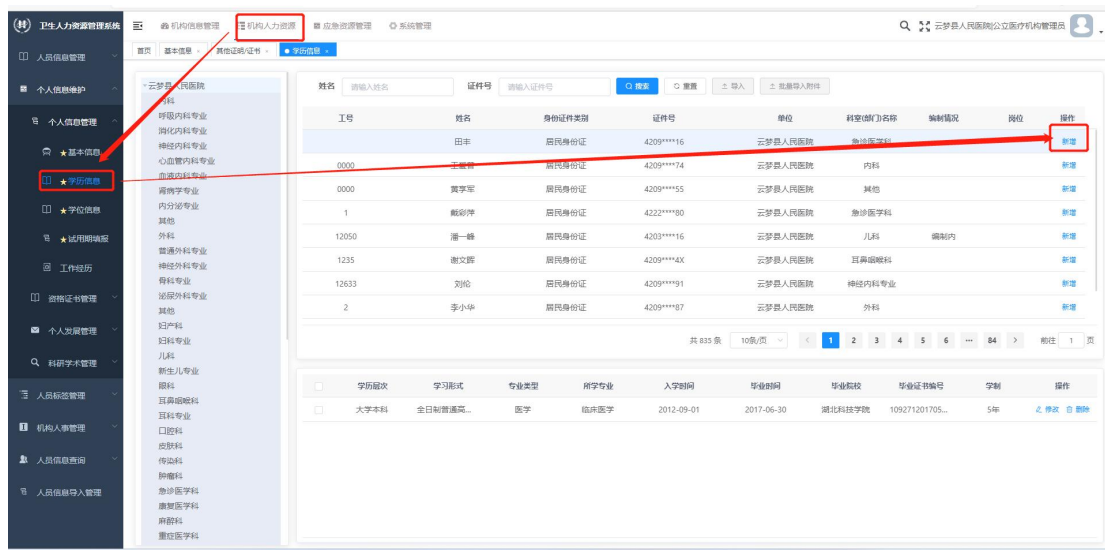 卫生人力资源管理系统 机构信息管理 机构人力资源 应急资源管理 系统管理 云梦县人民医院|公立医疗机构管理员
首页 基本信息 × 其他证明/证书 × 学历信息 ×
人员信息管理
个人信息维护
个人信息管理
★基本信息
★学历信息
★学位信息
★试用期填报
工作经历
资格证书管理
个人发展管理
科研学术管理
人员标签管理
机构人事管理
人员信息查询
人员信息导入管理
云梦县人民医院
内科
呼吸内科专业
消化内科专业
神经内科专业
心血管内科专业
血液内科专业
肾病学专业
内分泌专业
其他
外科
普通外科专业
神经外科专业
骨科专业
泌尿外科专业
其他
妇产科
妇科专业
儿科
新生儿专业
眼科
耳鼻咽喉科
耳科专业
口腔科
皮肤科
传染科
肿瘤科
急诊医学科
康复医学科
麻醉科
重症医学科
姓名 请输入姓名 证件号 请输入证件号 搜索 重置 导入 批量导入附件
工号 姓名 身份证件类别 证件号 单位 科室(部门)名称 编制情况 岗位 操作
田丰 居民身份证 4209****16 云梦县人民医院 急诊医学科 新增
0000 居民身份证 4209****74 云梦县人民医院 内科 新增
0000 黄享军 居民身份证 4209****55 云梦县人民医院 其他 新增
1 戴彩萍 居民身份证 4222****80 云梦县人民医院 急诊医学科 新增
12050 潘一峰 居民身份证 4203****16 云梦县人民医院 儿科 编制内 新增
1235 谢文辉 居民身份证 4209****4X 云梦县人民医院 耳鼻咽喉科 新增
12633 刘伦 居民身份证 4209****91 云梦县人民医院 神经内科专业 新增
2 李小华 居民身份证 4209****87 云梦县人民医院 外科 新增
共 835 条 10条/页 < 1 2 3 4 5 6 ··· 84 > 前往 1 页
学历层次 学习形式 专业类型 所学专业 入学时间 毕业时间 毕业院校 毕业证书编号 学制 操作
大学本科 全日制普通高... 医学 临床医学 2012-09-01 2017-06-30 湖北科技学院 109271201705... 5年 修改 删除